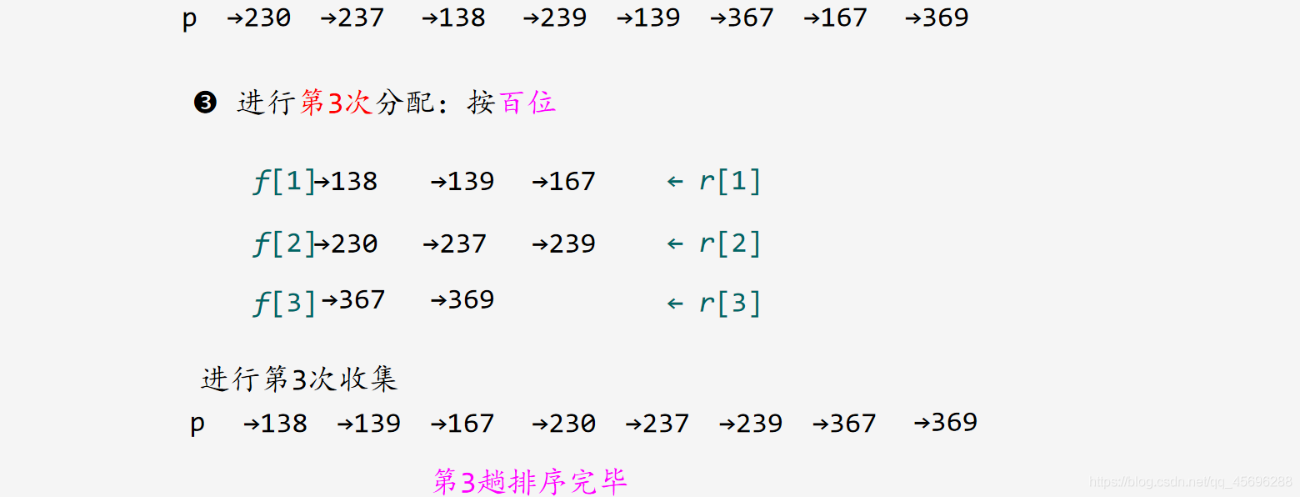 p →230 →237 →138 →239 →139 →367 →167 →369
❸ 进行第3次分配：按百位
f[1]→138 →139 →167 ← r[1]
f[2]→230 →237 →239 ← r[2]
f[3]→367 →369 ← r[3]
进行第3次收集
p →138 →139 →167 →230 →237 →239 →367 →369
第3趟排序完毕
https://blog.csdn.net/qq_45696288